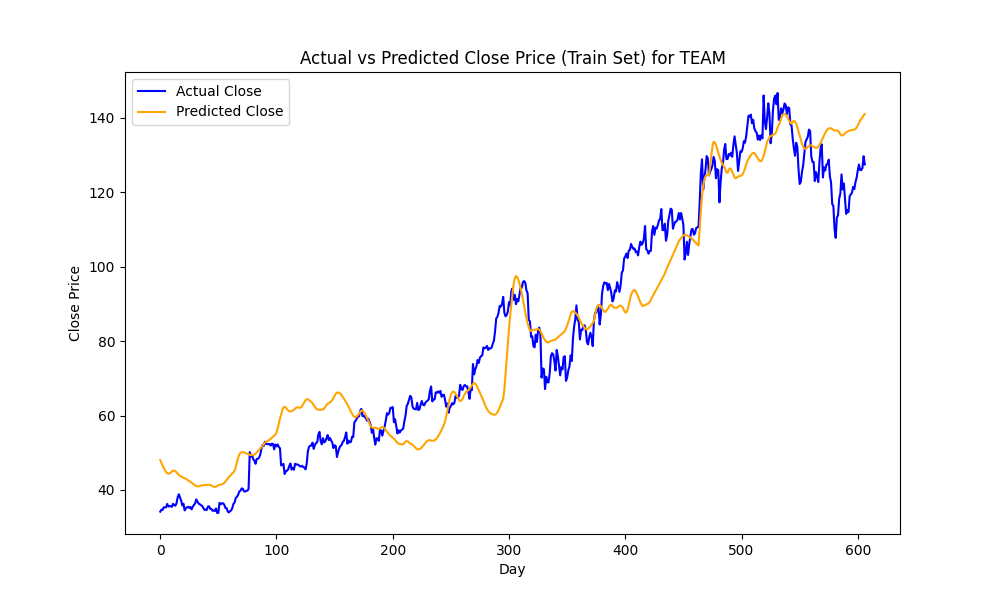 Actual vs Predicted Close Price (Train Set) for TEAM
Actual Close
Predicted Close
140
120
100
80
60
40
Close Price
0 100 200 300 400 500 600
Day